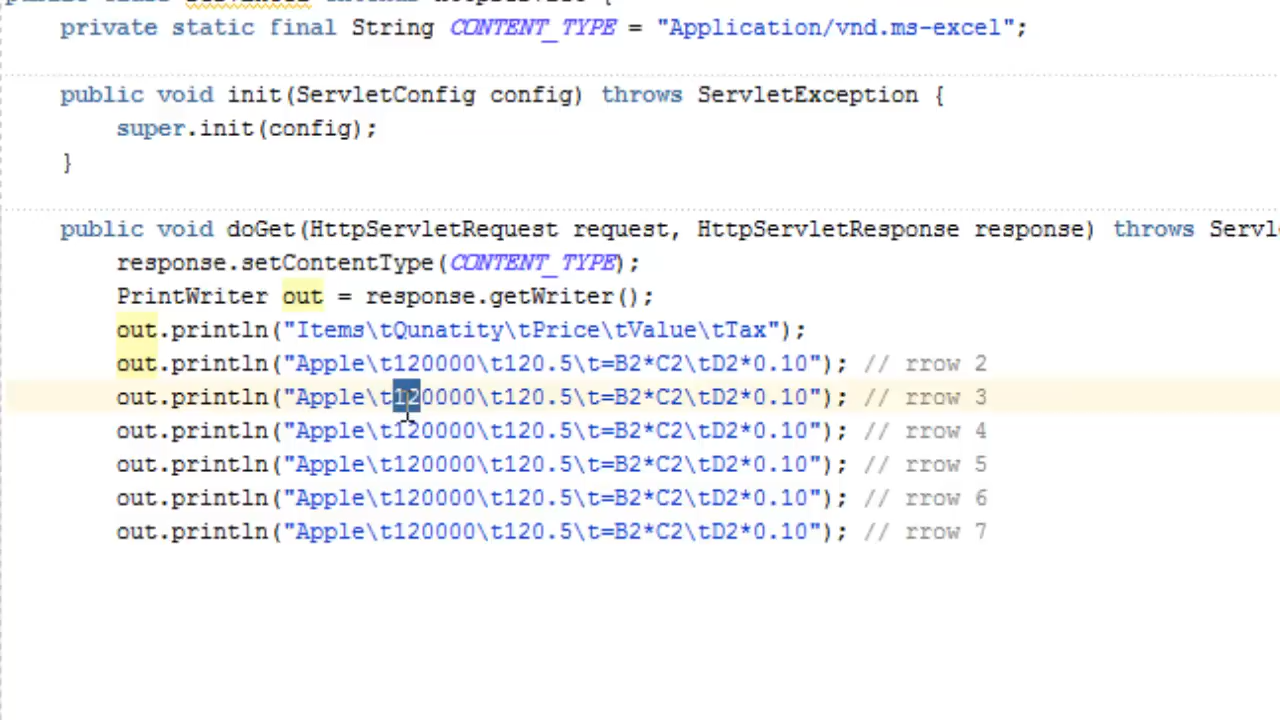 private static final String CONTENT_TYPE = "Application/vnd.ms-excel";
public void init(ServletConfig config) throws ServletException {
super.init(config);
}
public void doGet(HttpServletRequest request, HttpServletResponse response) throws Servl
response.setContentType(CONTENT_TYPE);
PrintWriter out = response.getWriter();
out.println("Items\tQunatity\tPrice\tValue\tTax");
out.println("Apple\t120000\t120.5\t=B2*C2\tD2*0.10"); // rrow 2
out.println("Apple\t120000\t120.5\t=B2*C2\tD2*0.10"); // rrow 3
out.println("Apple\t120000\t120.5\t=B2*C2\tD2*0.10"); // rrow 4
out.println("Apple\t120000\t120.5\t=B2*C2\tD2*0.10"); // rrow 5
out.println("Apple\t120000\t120.5\t=B2*C2\tD2*0.10"); // rrow 6
out.println("Apple\t120000\t120.5\t=B2*C2\tD2*0.10"); // rrow 7